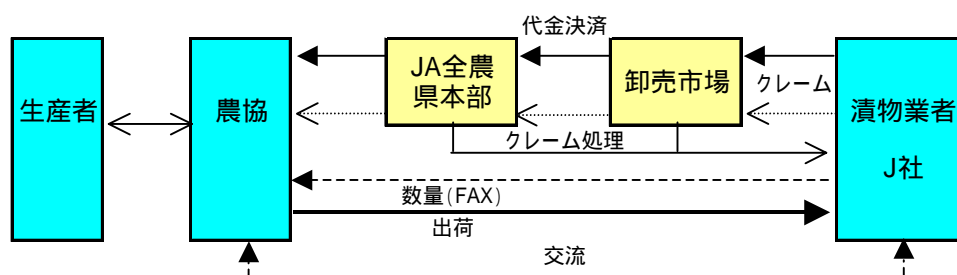 代金決済
生産者
農協
JA全農
県本部
卸売市場
クレーム
漬物業者
J社
クレーム処理
数量(FAX)
出荷
交流